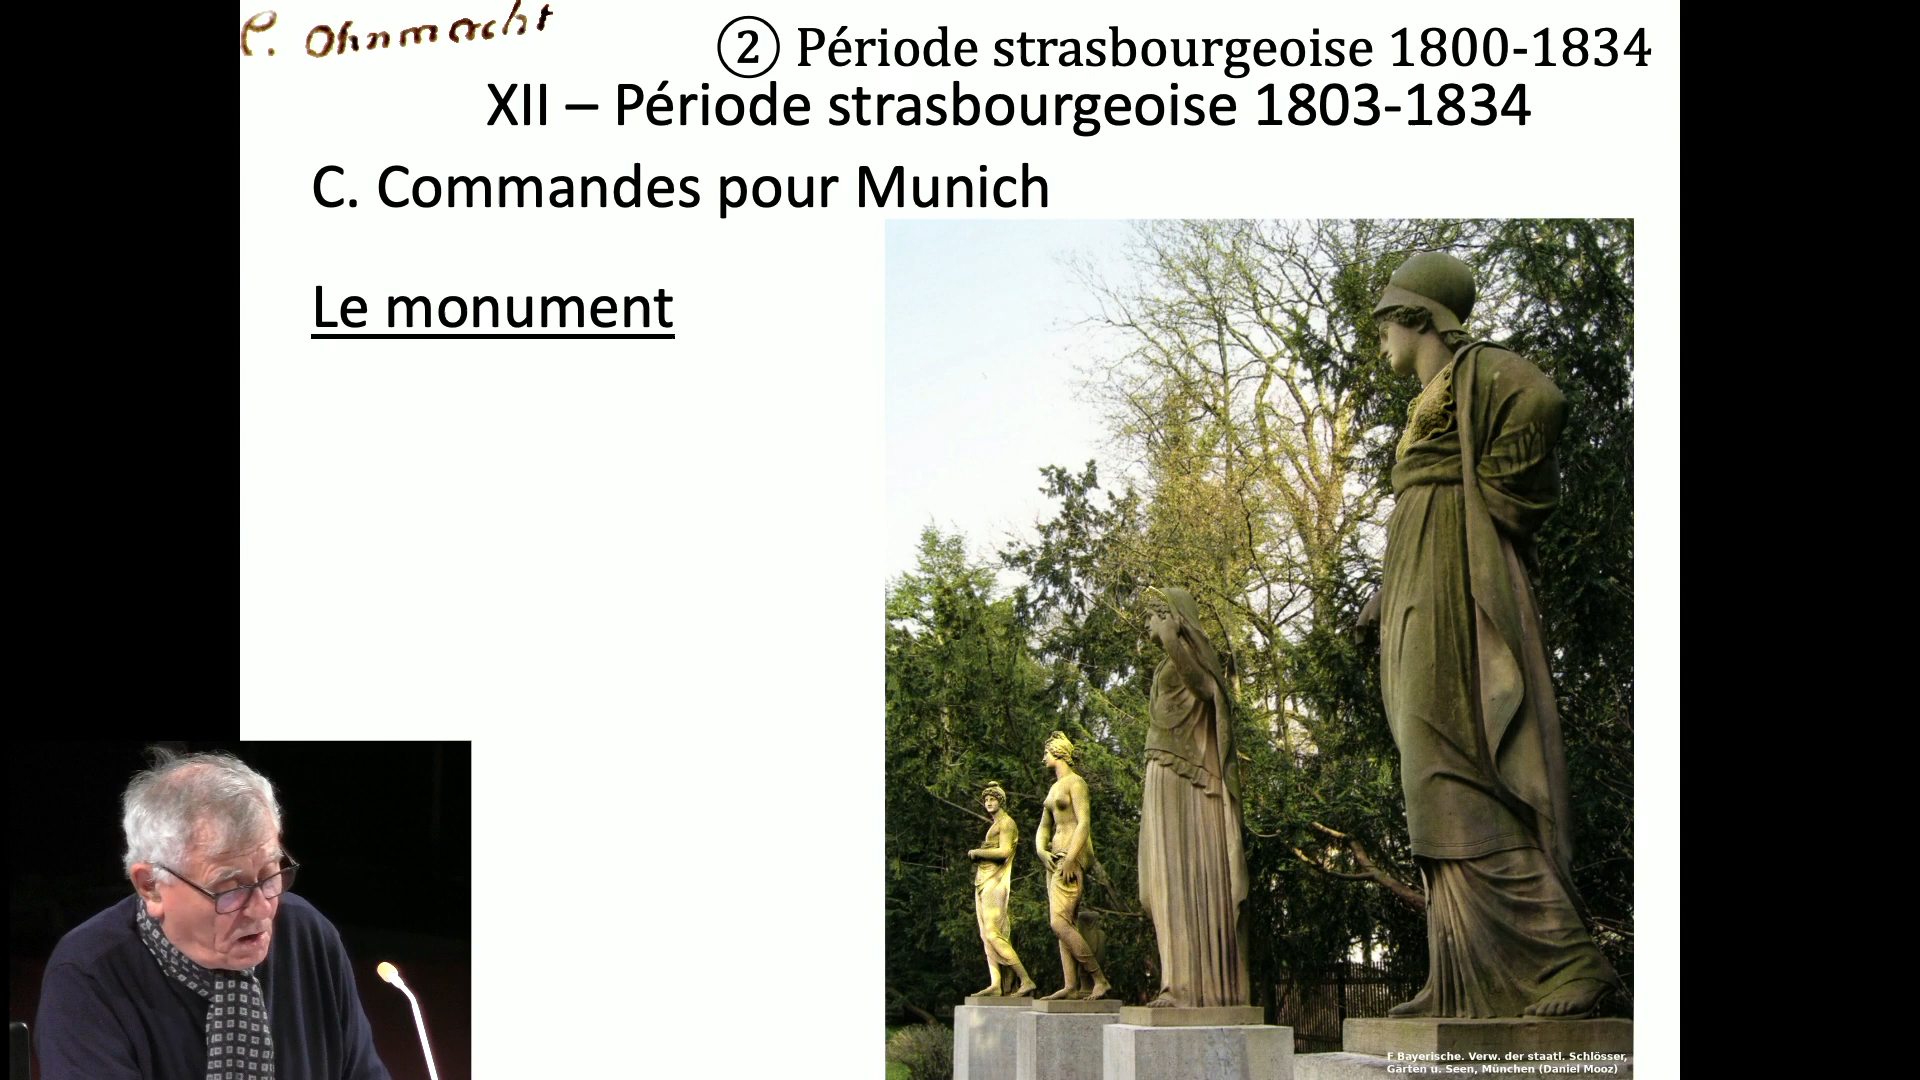 C. Ohnmacht
② Période strasbourgeoise 1800-1834
XII – Période strasbourgeoise 1803-1834
C. Commandes pour Munich
Le monument
F Bayerische. Verw. der staatl. Schlösser,
Gärten u. Seen, München (Daniel Mooz)